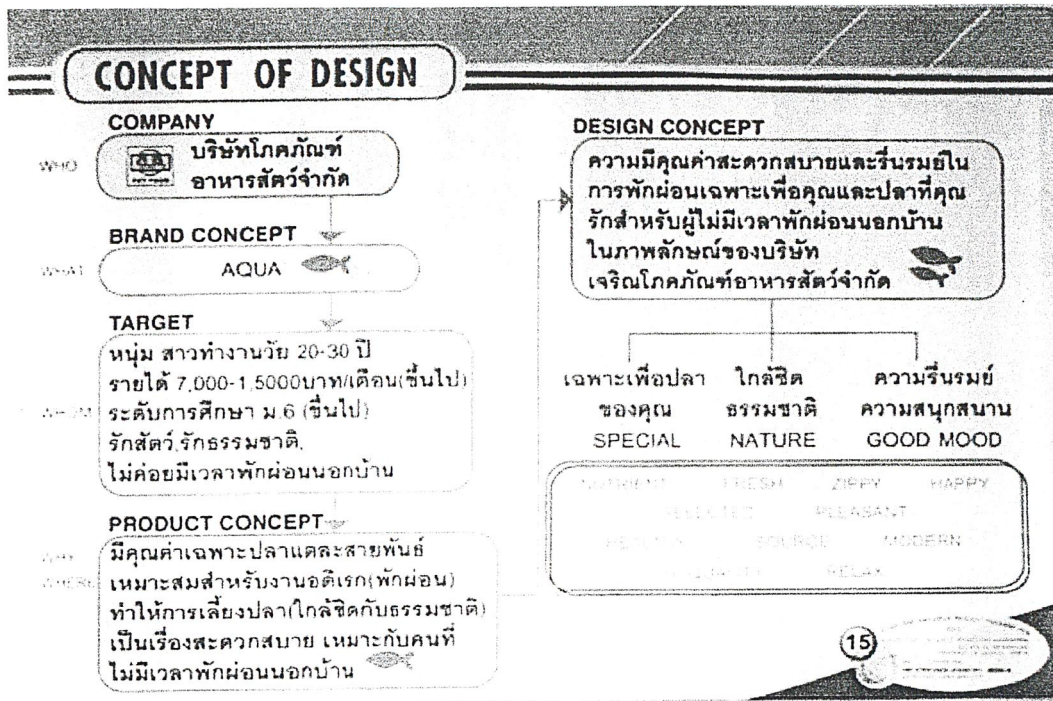 CONCEPT OF DESIGN
COMPANY
WHO
บริษัทโภคภัณฑ์
อาหารสัตว์จำกัด
BRAND CONCEPT
WHAT
AQUA
TARGET
หนุ่ม สาวทำงานวัย 20-30 ปี
รายได้ 7,000-1,5000บาท/เดือน(ขึ้นไป)
WHOM
ระดับการศึกษา ม.6 (ขึ้นไป)
รักสัตว์,รักธรรมชาติ,
ไม่ค่อยมีเวลาพักผ่อนนอกบ้าน
PRODUCT CONCEPT
WHY
มีคุณค่าเฉพาะปลาแตละสายพันธ์
WHERE
เหมาะสมสำหรับงานอดิเรก(พักผ่อน)
ทำให้การเลี้ยงปลา(ใกล้ชิดกับธรรมชาติ)
เป็นเรื่องสะดวกสบาย เหมาะกับคนที่
ไม่มีเวลาพักผ่อนนอกบ้าน
DESIGN CONCEPT
ความมีคุณค่าสะดวกสบายและรื่นรมย์ใน
การพักผ่อนเฉพาะเพื่อคุณและปลาที่คุณ
รักสำหรับผู้ไม่มีเวลาพักผ่อนนอกบ้าน
ในภาพลักษณ์ของบริษัท
เจริณโภคภัณฑ์อาหารสัตว์จำกัด
เฉพาะเพื่อปลา
ของคุณ
SPECIAL
ใกล้ชิด
ธรรมชาติ
NATURE
ความรื่นรมย์
ความสนุกสนาน
GOOD MOOD
NUTRIENT FRESH ZIPPY HAPPY
SELECTED PLEASANT
SOURCE MODERN
RELAX
15